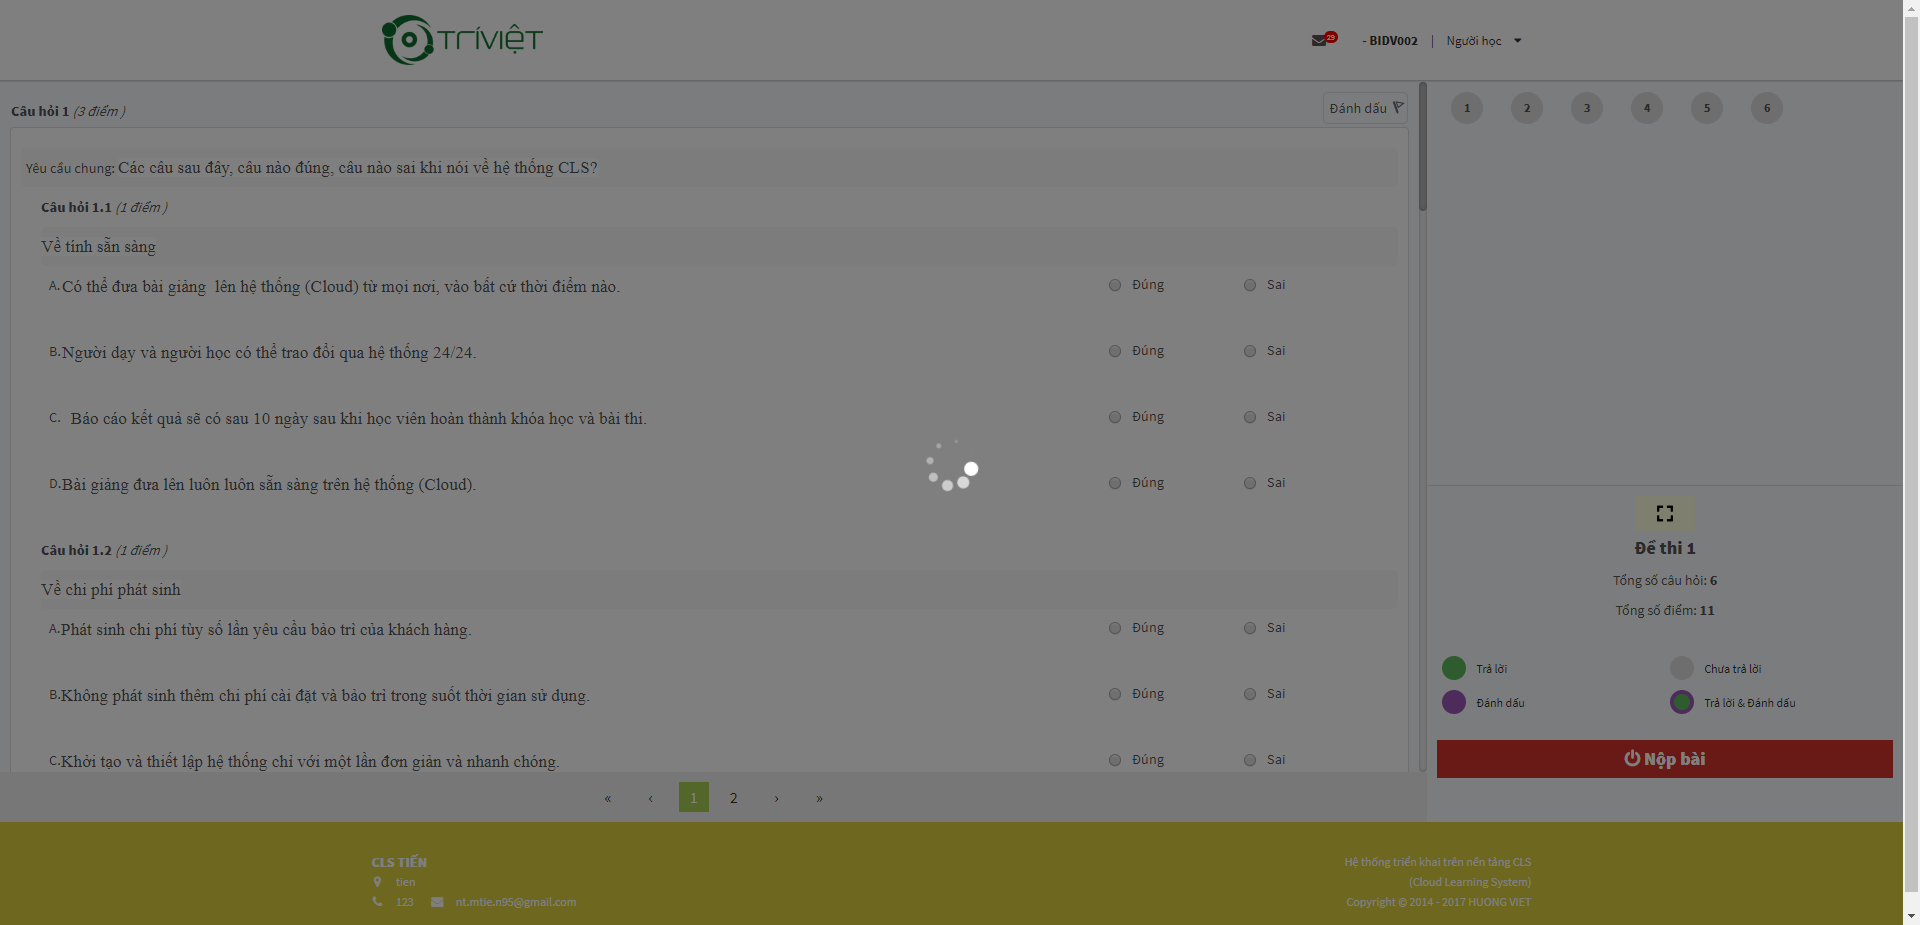 TRÍVIỆT
29
- BIDV002 | Người học
Câu hỏi 1 (3 điểm )
Đánh dấu
Yêu cầu chung: Các câu sau đây, câu nào đúng, câu nào sai khi nói về hệ thống CLS?
Câu hỏi 1.1 (1 điểm )
Về tính sẵn sàng
A.Có thể đưa bài giảng lên hệ thống (Cloud) từ mọi nơi, vào bất cứ thời điểm nào. Đúng Sai
B.Người dạy và người học có thể trao đổi qua hệ thống 24/24. Đúng Sai
C. Báo cáo kết quả sẽ có sau 10 ngày sau khi học viên hoàn thành khóa học và bài thi. Đúng Sai
D.Bài giảng đưa lên luôn luôn sẵn sàng trên hệ thống (Cloud). Đúng Sai
Câu hỏi 1.2 (1 điểm )
Về chi phí phát sinh
A.Phát sinh chi phí tùy số lần yêu cầu bảo trì của khách hàng. Đúng Sai
B.Không phát sinh thêm chi phí cài đặt và bảo trì trong suốt thời gian sử dụng. Đúng Sai
C.Khởi tạo và thiết lập hệ thống chỉ với một lần đơn giản và nhanh chóng. Đúng Sai
« ‹ 1 2 › »
1 2 3 4 5 6
Đề thi 1
Tổng số câu hỏi: 6
Tổng số điểm: 11
Trả lời Chưa trả lời
Đánh dấu Trả lời & Đánh dấu
Nộp bài
CLS TIẾN
tien
123 nt.mtie.n95@gmail.com
Hệ thống triển khai trên nền tảng CLS
(Cloud Learning System)
Copyright © 2014 - 2017 HUONG VIET